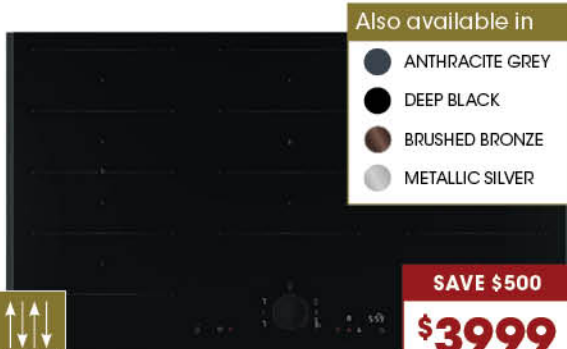 Also available in
ANTHRACITE GREY
DEEP BLACK
BRUSHED BRONZE
METALLIC SILVER
SAVE $500
$3999